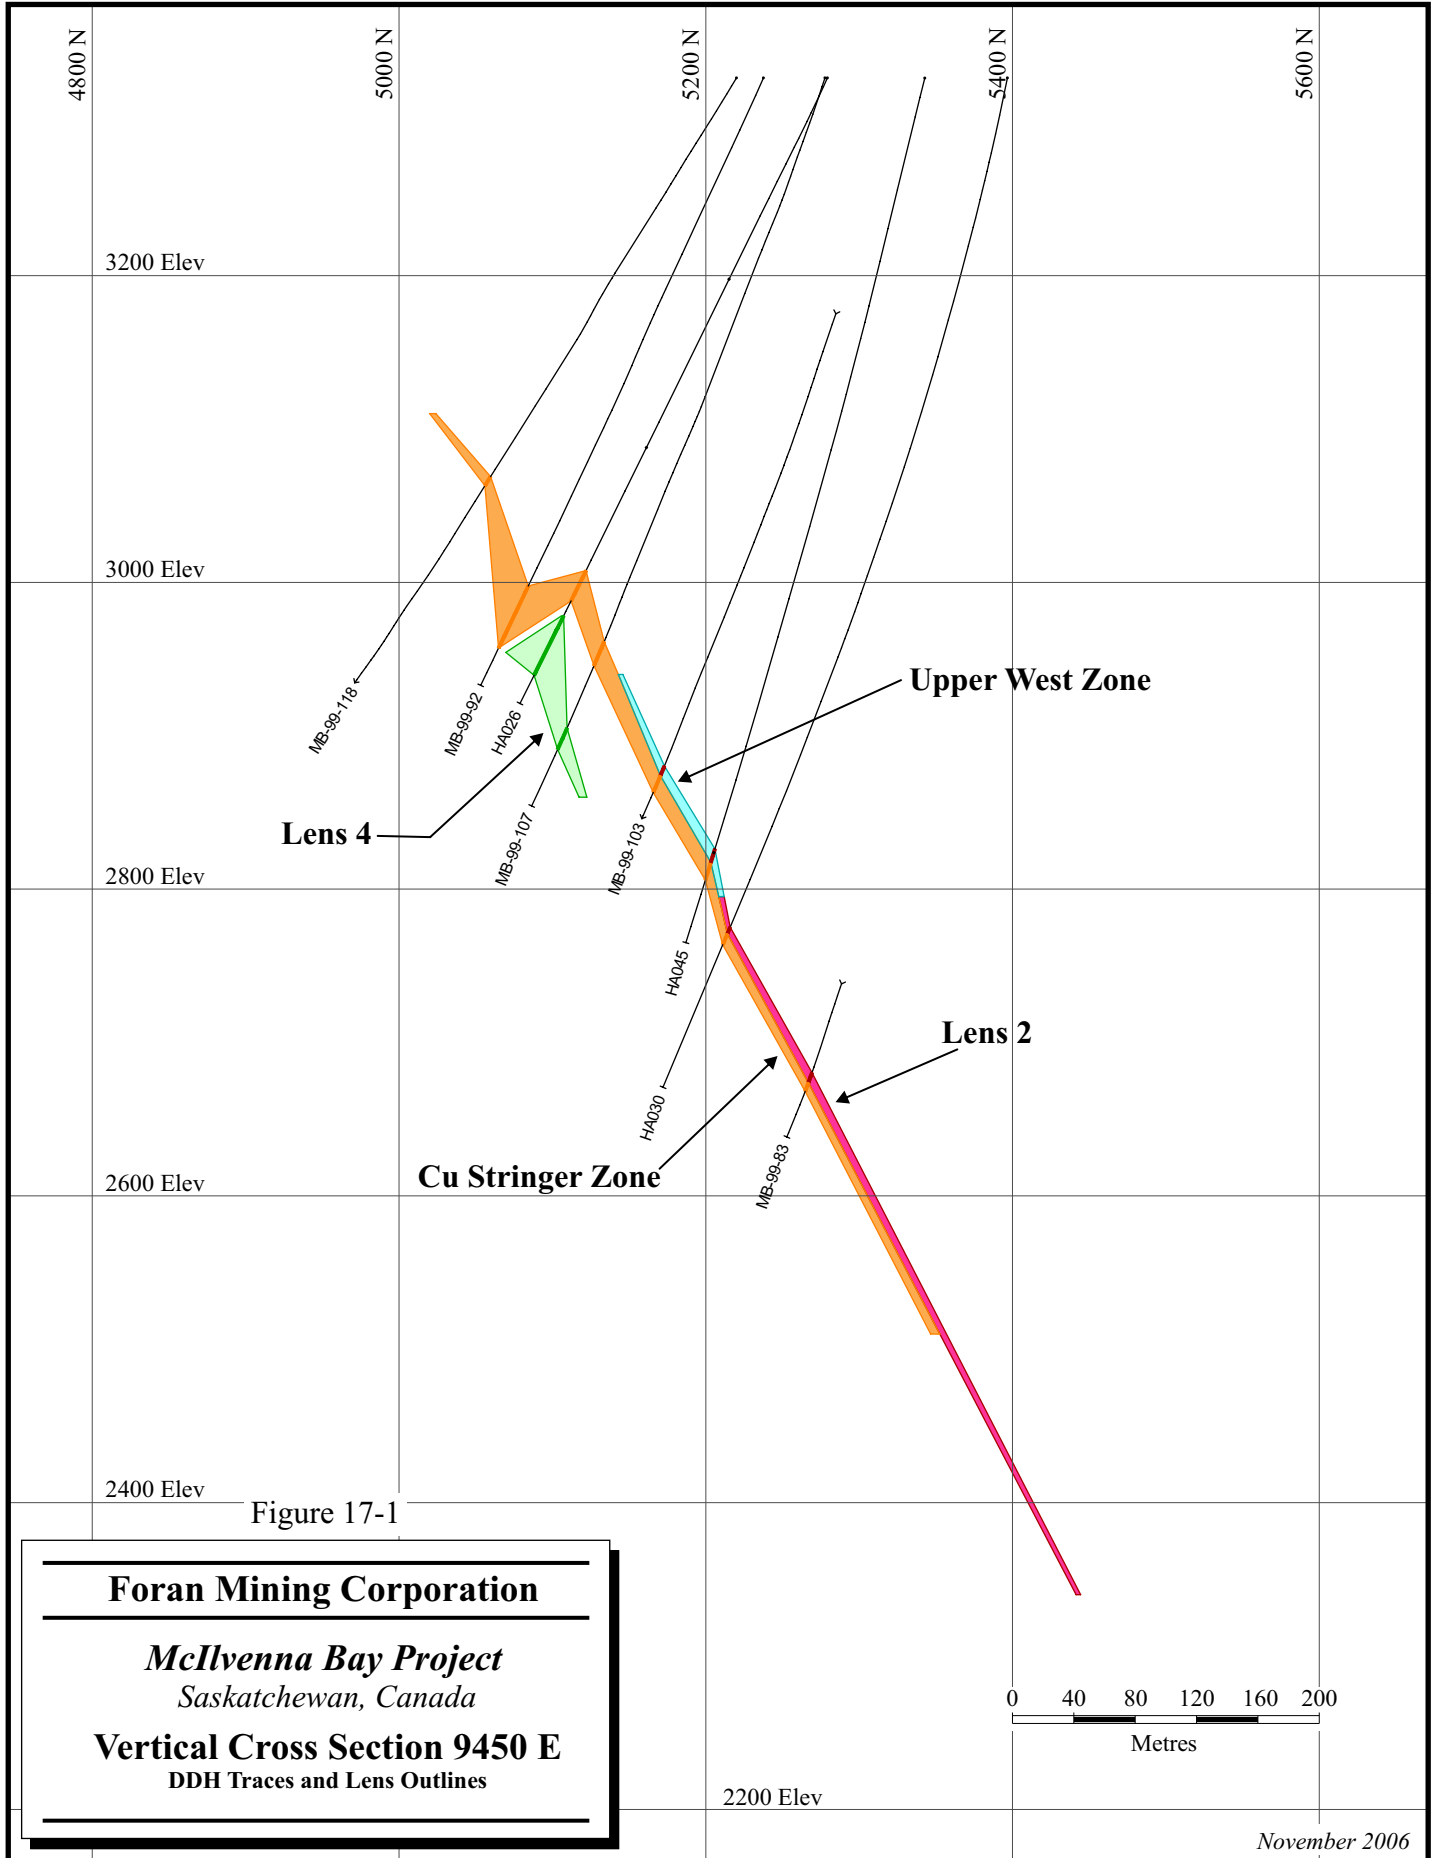 4800 N
5000 N
5200 N
5400 N
5600 N
3200 Elev
3000 Elev
Upper West Zone
MB-99-118
MB-99-92
HA026
Lens 4
MB-99-107
MB-99-103
2800 Elev
HA045
Lens 2
HA030
MB-99-83
Cu Stringer Zone
2600 Elev
2400 Elev
Figure 17-1
Foran Mining Corporation
McIlvenna Bay Project
Saskatchewan, Canada
Vertical Cross Section 9450 E
DDH Traces and Lens Outlines
0 40 80 120 160 200
Metres
2200 Elev
November 2006